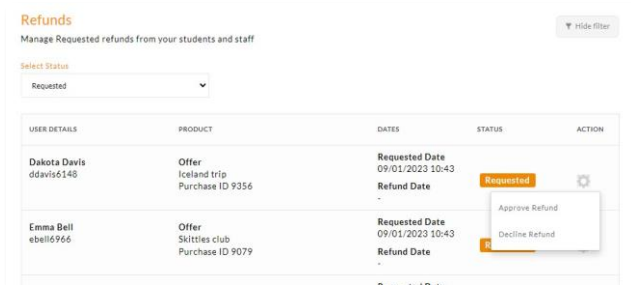 Refunds
Manage Requested refunds from your students and staff
Hide filter
Select Status
Requested
USER DETAILS PRODUCT DATES STATUS ACTION
Dakota Davis
ddavis6148
Offer
Iceland trip
Purchase ID 9356
Requested Date
09/01/2023 10:43
Refund Date
-
Requested
Approve Refund
Decline Refund
Emma Bell
ebell6966
Offer
Skittles club
Purchase ID 9079
Requested Date
09/01/2023 10:43
Refund Date
-